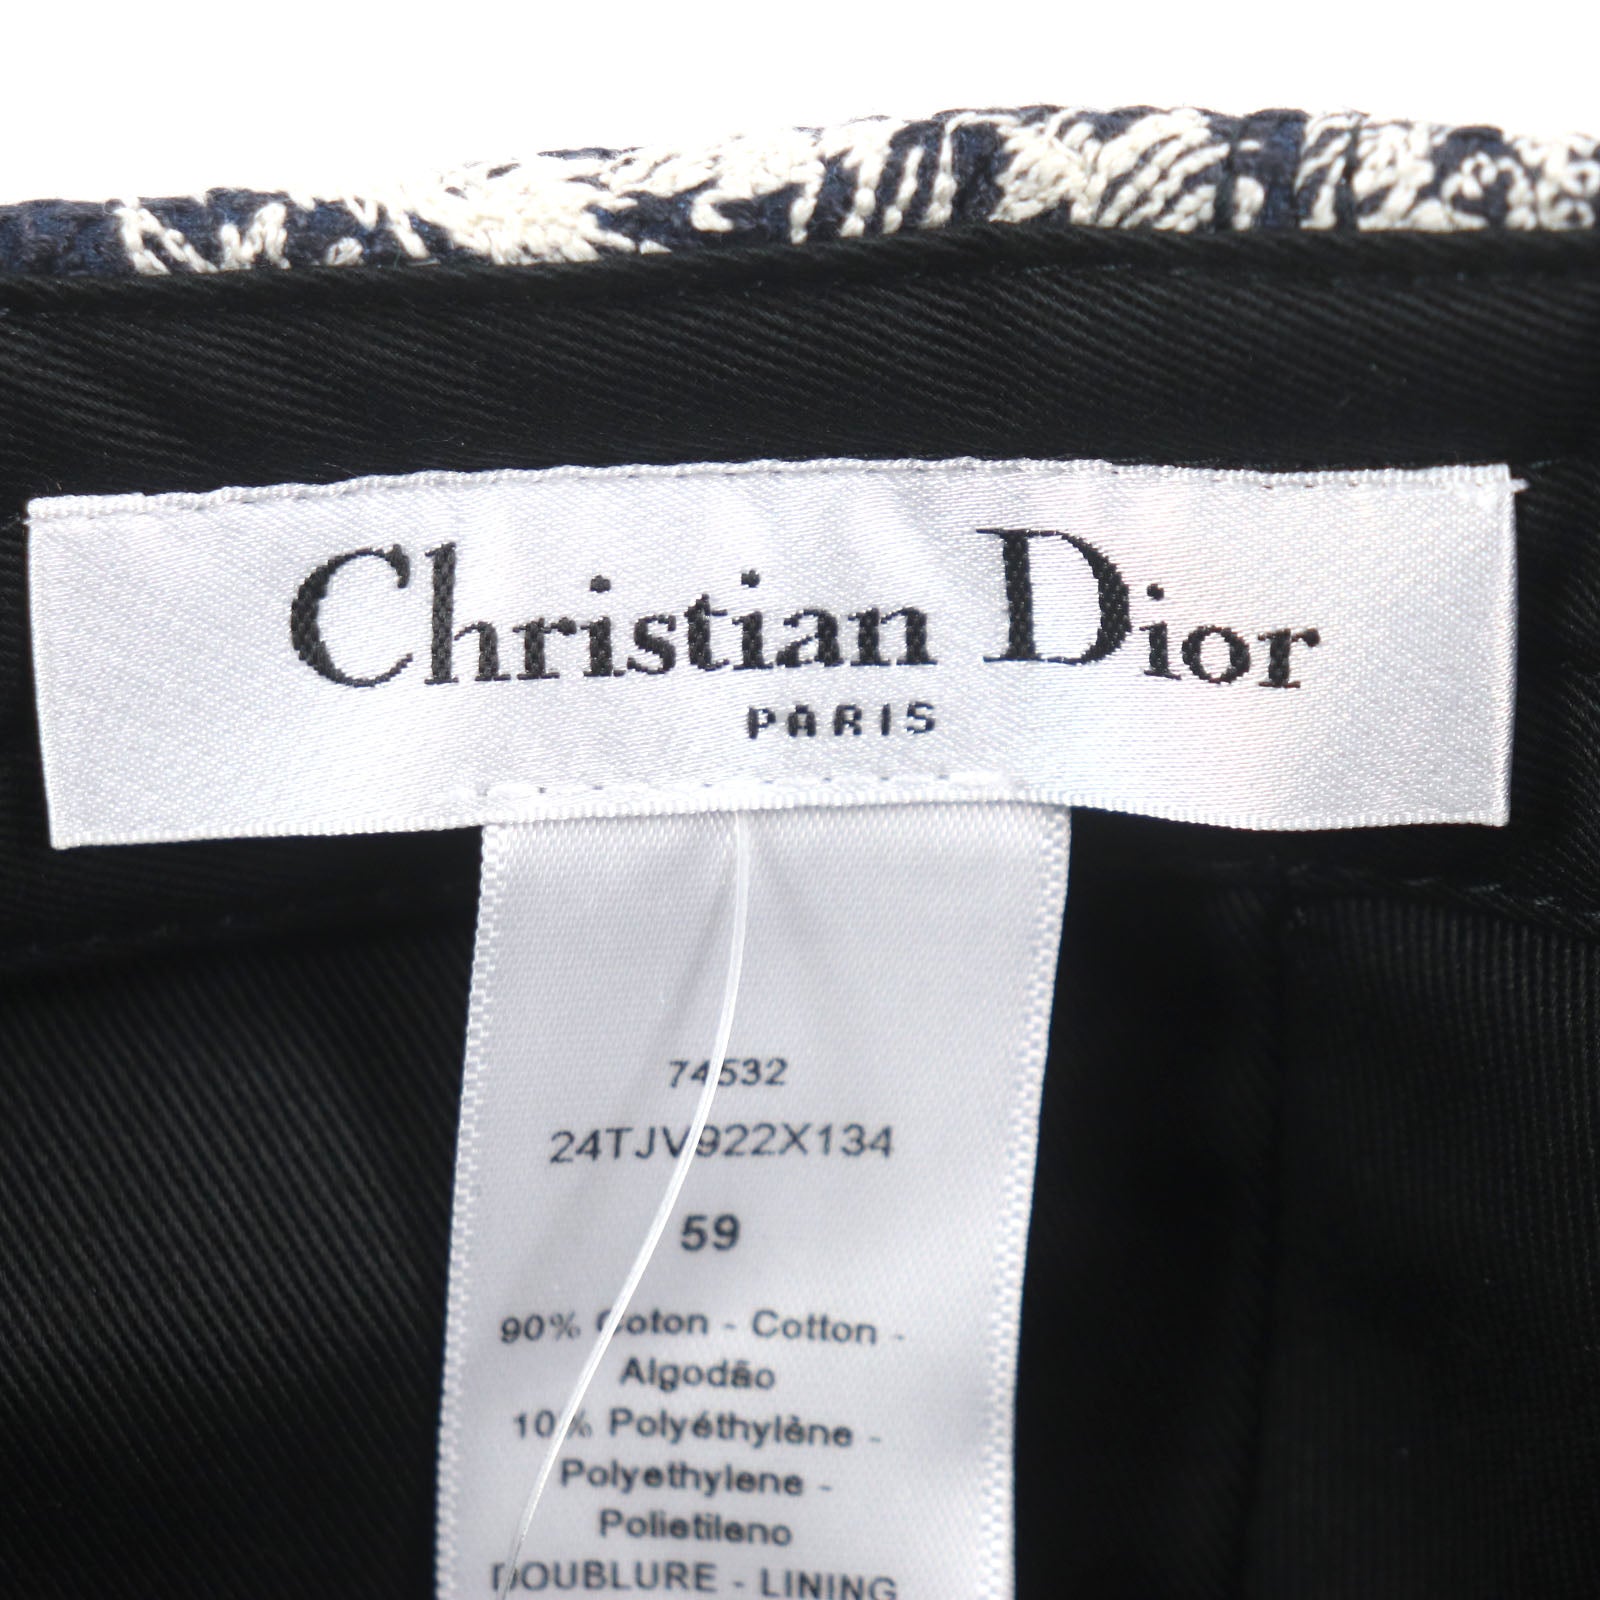 Christian Dior
PARIS
74532
24TJV922X134
59
90% Coton - Cotton -
Algodão
10% Polyéthylène -
Polyethylene -
Polietileno
DOUBLURE - LINING